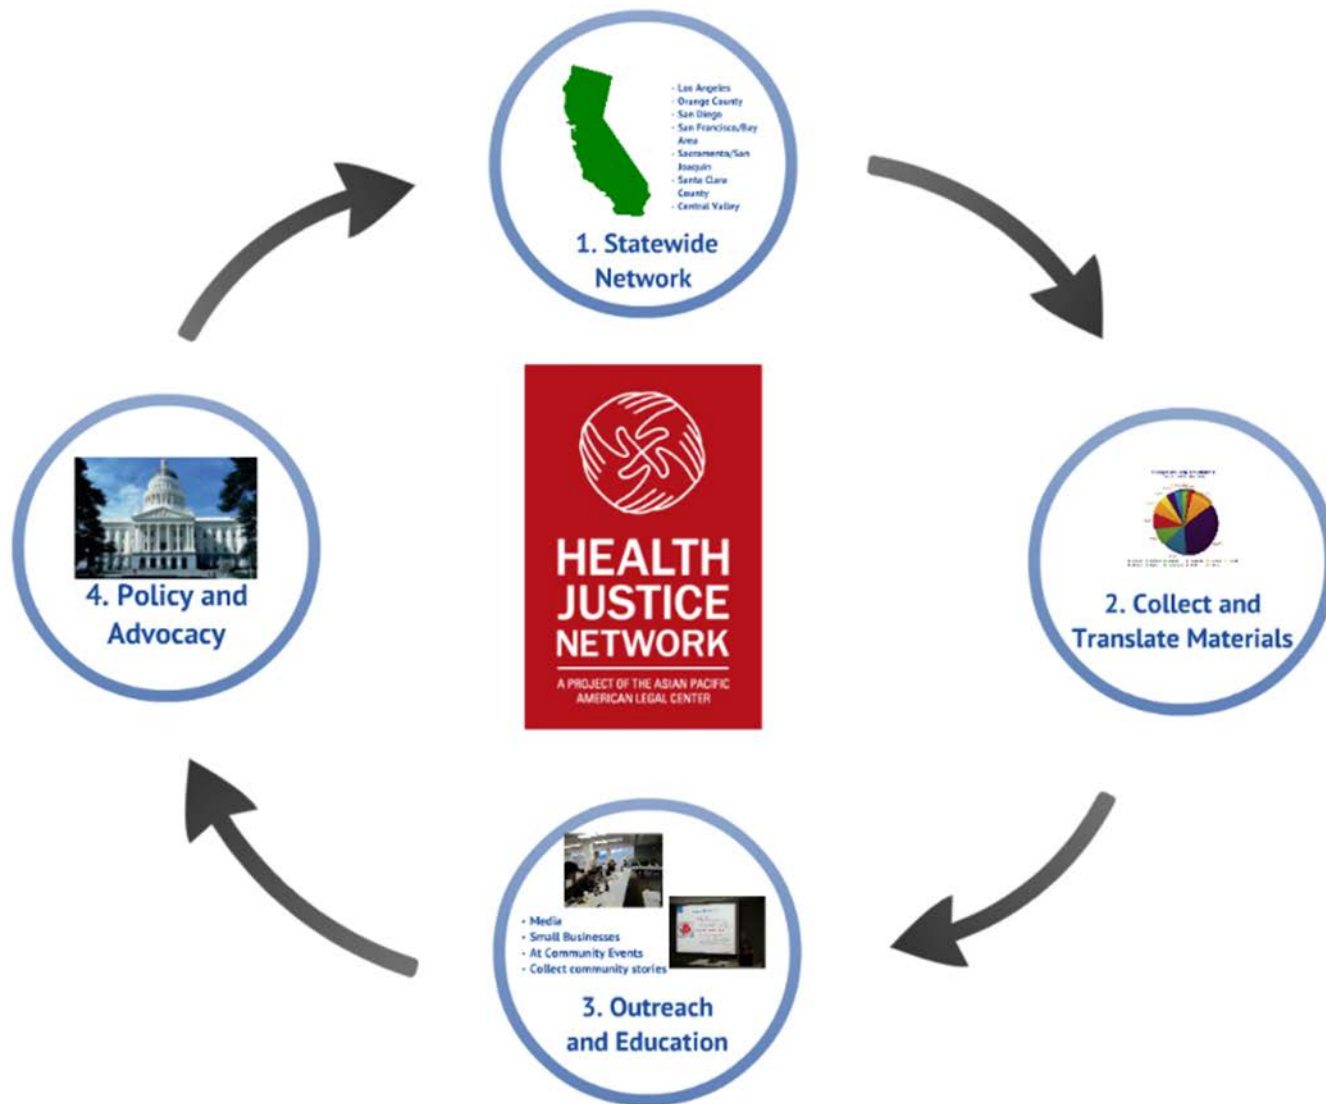 - Los Angeles
- Orange County
- San Diego
- San Francisco/Bay
Area
- Sacramento/San
Joaquin
- Santa Clara
County
- Central Valley
1. Statewide
Network
2. Collect and
Translate Materials
- Media
- Small Businesses
- At Community Events
- Collect community stories
3. Outreach
and Education
4. Policy and
Advocacy
HEALTH
JUSTICE
NETWORK
A PROJECT OF THE ASIAN PACIFIC
AMERICAN LEGAL CENTER